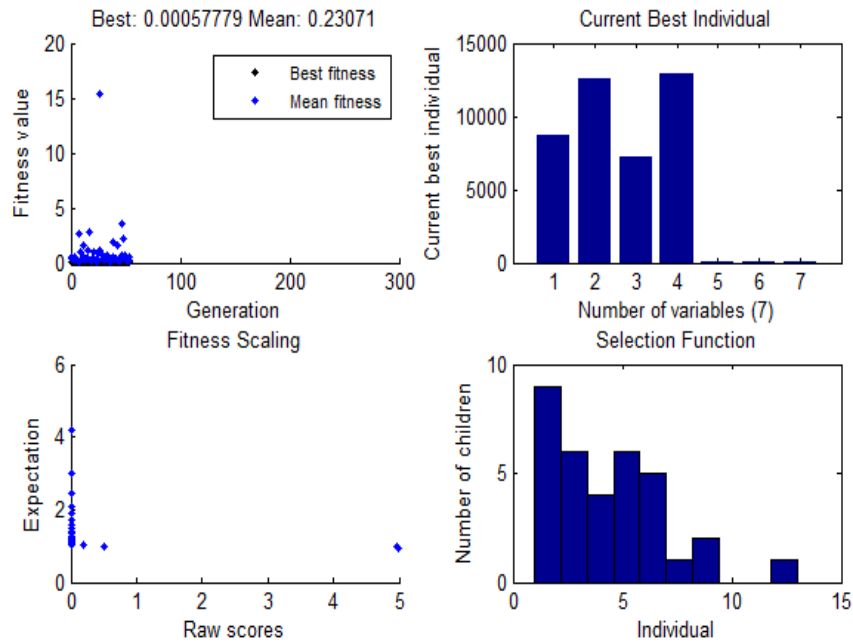 Best: 0.00057779 Mean: 0.23071
Fitness value
20
15
10
5
0
Best fitness
Mean fitness
0
100
200
300
Generation
Current Best Individual
Current best individual
15000
10000
5000
0
1
2
3
4
5
6
7
Number of variables (7)
Fitness Scaling
Expectation
6
4
2
0
0
1
2
3
4
5
Raw scores
Selection Function
Number of children
10
5
0
0
5
10
15
Individual